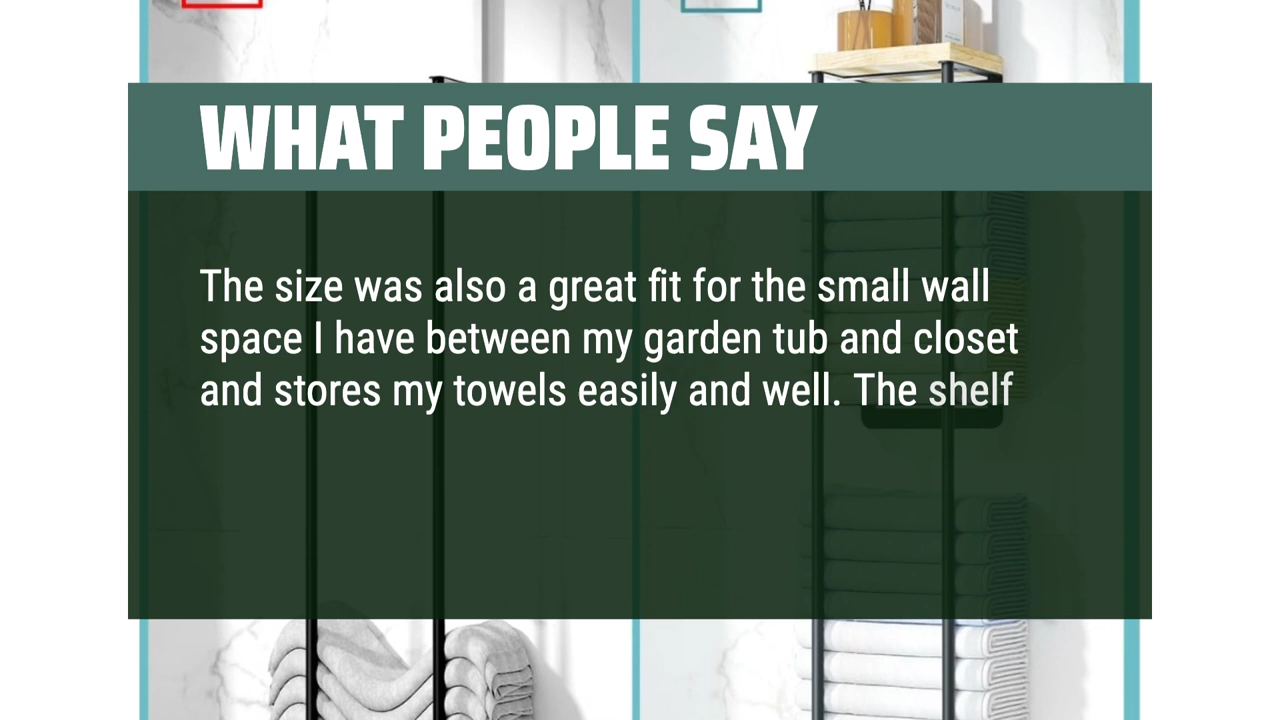 WHAT PEOPLE SAY
The size was also a great fit for the small wall
space I have between my garden tub and closet
and stores my towels easily and well. The shelf